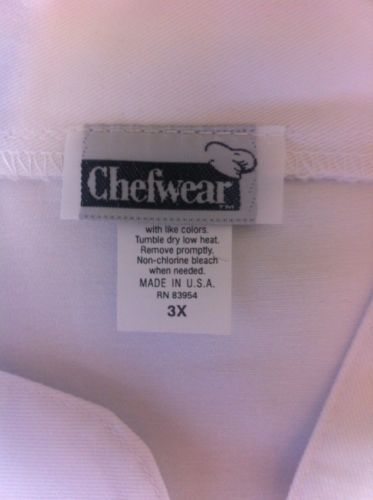 Chefwear
TM
with like colors.
Tumble dry low heat.
Remove promptly.
Non-chlorine bleach
when needed.
MADE IN U.S.A.
RN 83954
3X